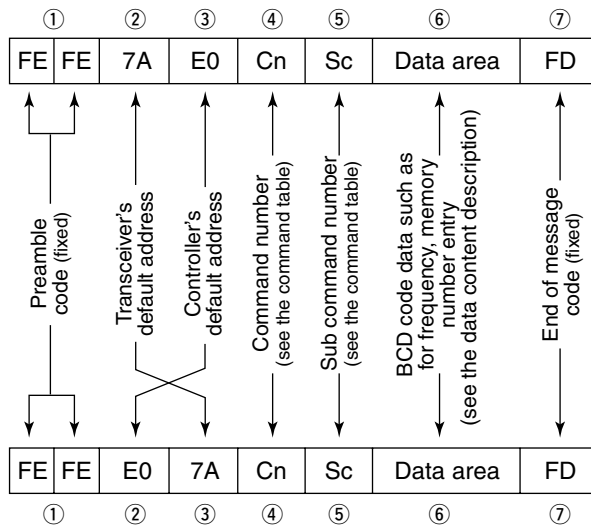 ① ② ③ ④ ⑤ ⑥ ⑦
FE FE 7A E0 Cn Sc Data area FD
Preamble
code (fixed)
Transceiver's
default address
Controller's
default address
Command number
(see the command table)
Sub command number
(see the command table)
BCD code data such as
for frequency, memory
number entry
(see the data content description)
End of message
code (fixed)
FE FE E0 7A Cn Sc Data area FD
① ② ③ ④ ⑤ ⑥ ⑦